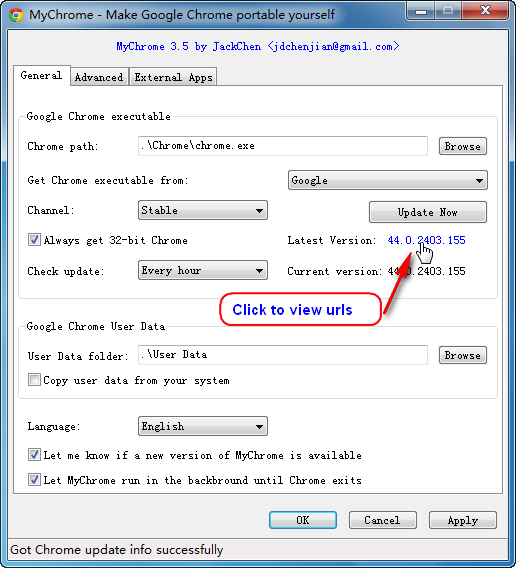 MyChrome - Make Google Chrome portable yourself
MyChrome 3.5 by JackChen <jdchenjian@gmail.com>
General Advanced External Apps
Google Chrome executable
Chrome path: .\Chrome\chrome.exe Browse
Get Chrome executable from: Google
Channel: Stable Update Now
Always get 32-bit Chrome Latest Version: 44.0.2403.155
Check update: Every hour Current version: 44.0.2403.155
Click to view urls
Google Chrome User Data
User Data folder: .\User Data Browse
Copy user data from your system
Language: English
Let me know if a new version of MyChrome is available
Let MyChrome run in the backbround until Chrome exits
OK Cancel Apply
Got Chrome update info successfully